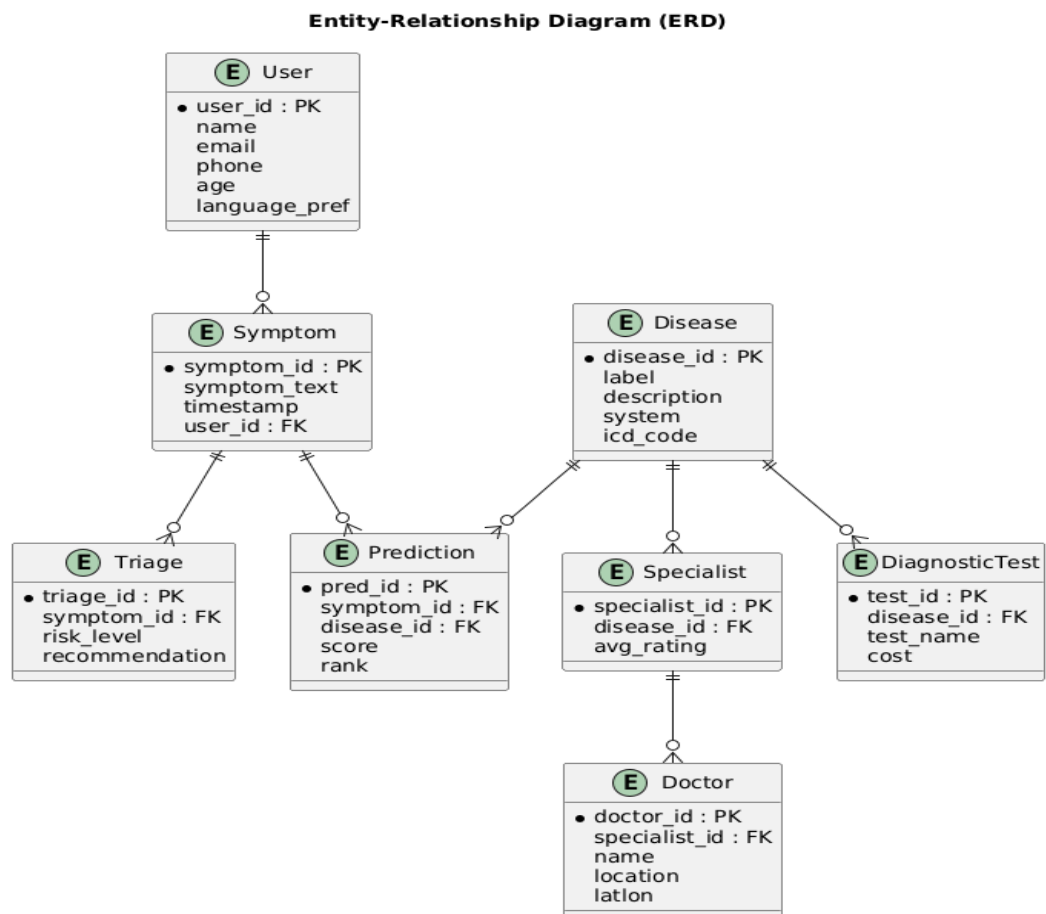 Entity-Relationship Diagram (ERD)
E User
user_id : PK
name
email
phone
age
language_pref
E Symptom
symptom_id : PK
symptom_text
timestamp
user_id : FK
E Disease
disease_id : PK
label
description
system
icd_code
E Triage
triage_id : PK
symptom_id : FK
risk_level
recommendation
E Prediction
pred_id : PK
symptom_id : FK
disease_id : FK
score
rank
E Specialist
specialist_id : PK
disease_id : FK
avg_rating
E DiagnosticTest
test_id : PK
disease_id : FK
test_name
cost
E Doctor
doctor_id : PK
specialist_id : FK
name
location
latlon